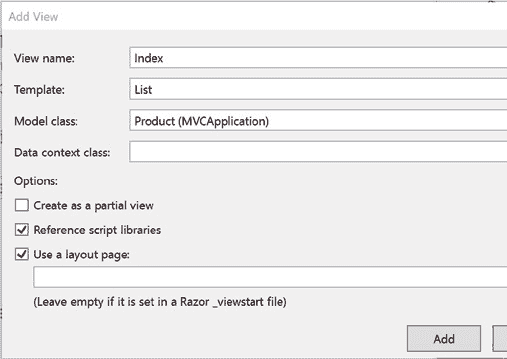 Add View
View name: Index
Template: List
Model class: Product (MVCApplication)
Data context class:
Options:
Create as a partial view
Reference script libraries
Use a layout page:
(Leave empty if it is set in a Razor _viewstart file)
Add